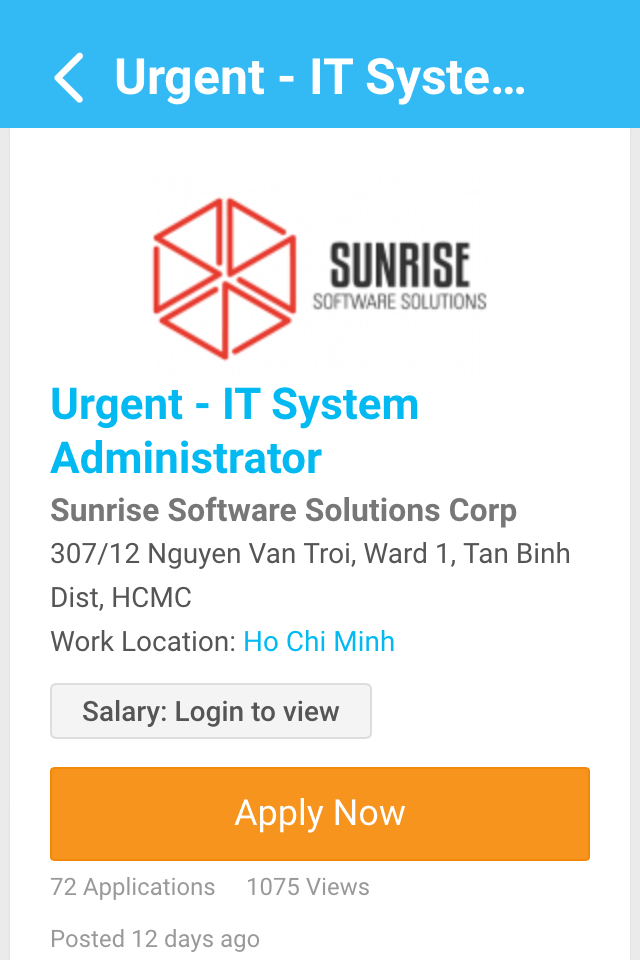 Urgent - IT Syste...
SUNRISE
SOFTWARE SOLUTIONS
Urgent - IT System
Administrator
Sunrise Software Solutions Corp
307/12 Nguyen Van Troi, Ward 1, Tan Binh
Dist, HCMC
Work Location: Ho Chi Minh
Salary: Login to view
Apply Now
72 Applications 1075 Views
Posted 12 days ago